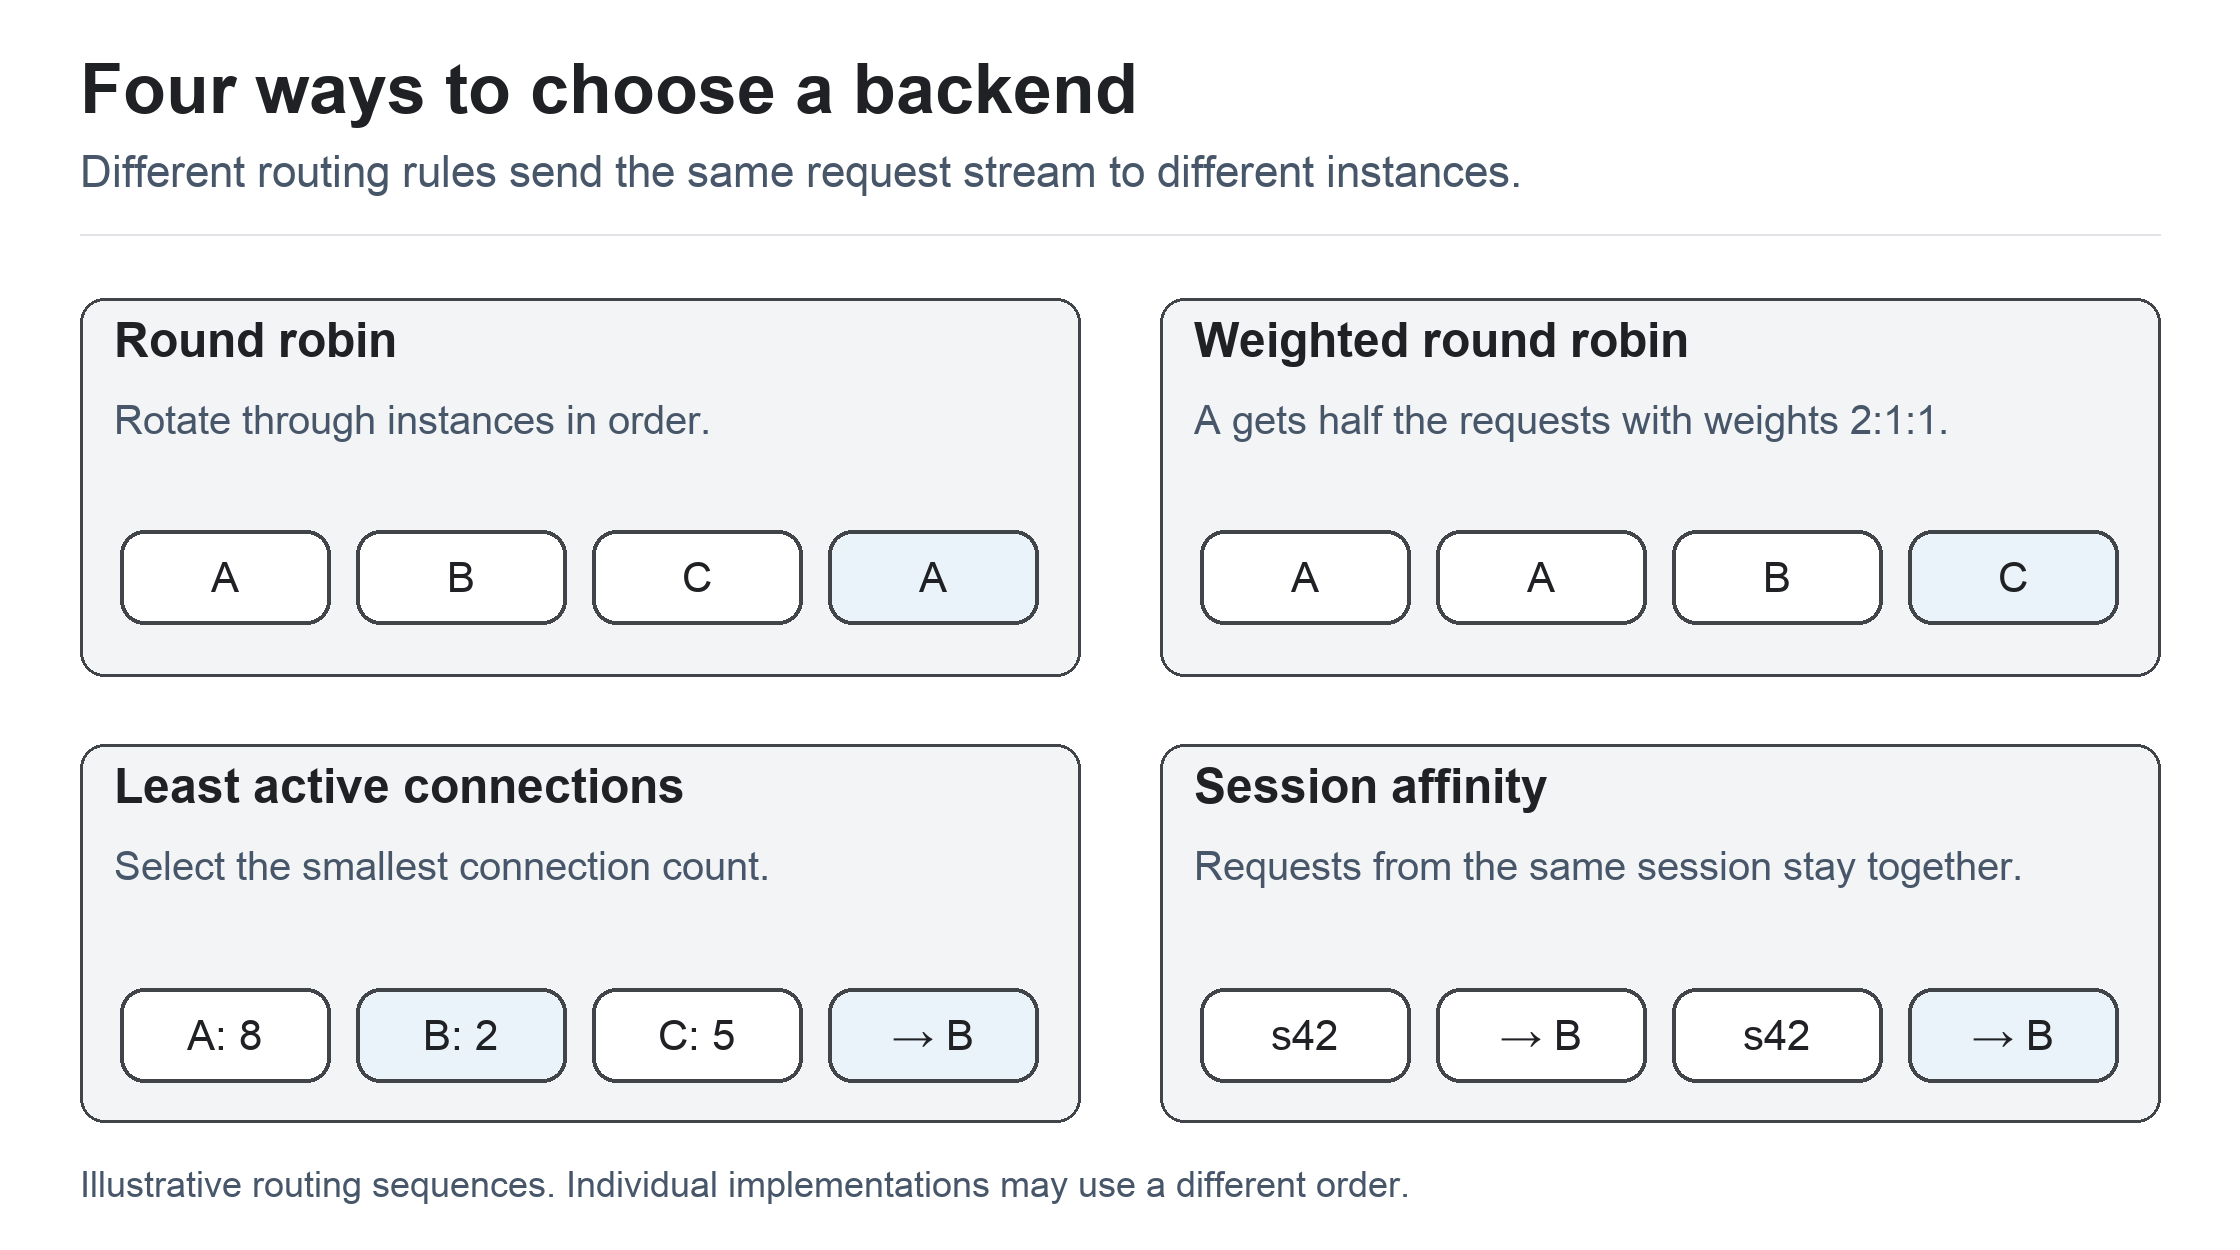 Four ways to choose a backend
Different routing rules send the same request stream to different instances.
Round robin
Rotate through instances in order.
A
B
C
A
Weighted round robin
A gets half the requests with weights 2:1:1.
A
A
B
C
Least active connections
Select the smallest connection count.
A: 8
B: 2
C: 5
→ B
Session affinity
Requests from the same session stay together.
s42
→ B
s42
→ B
Illustrative routing sequences. Individual implementations may use a different order.